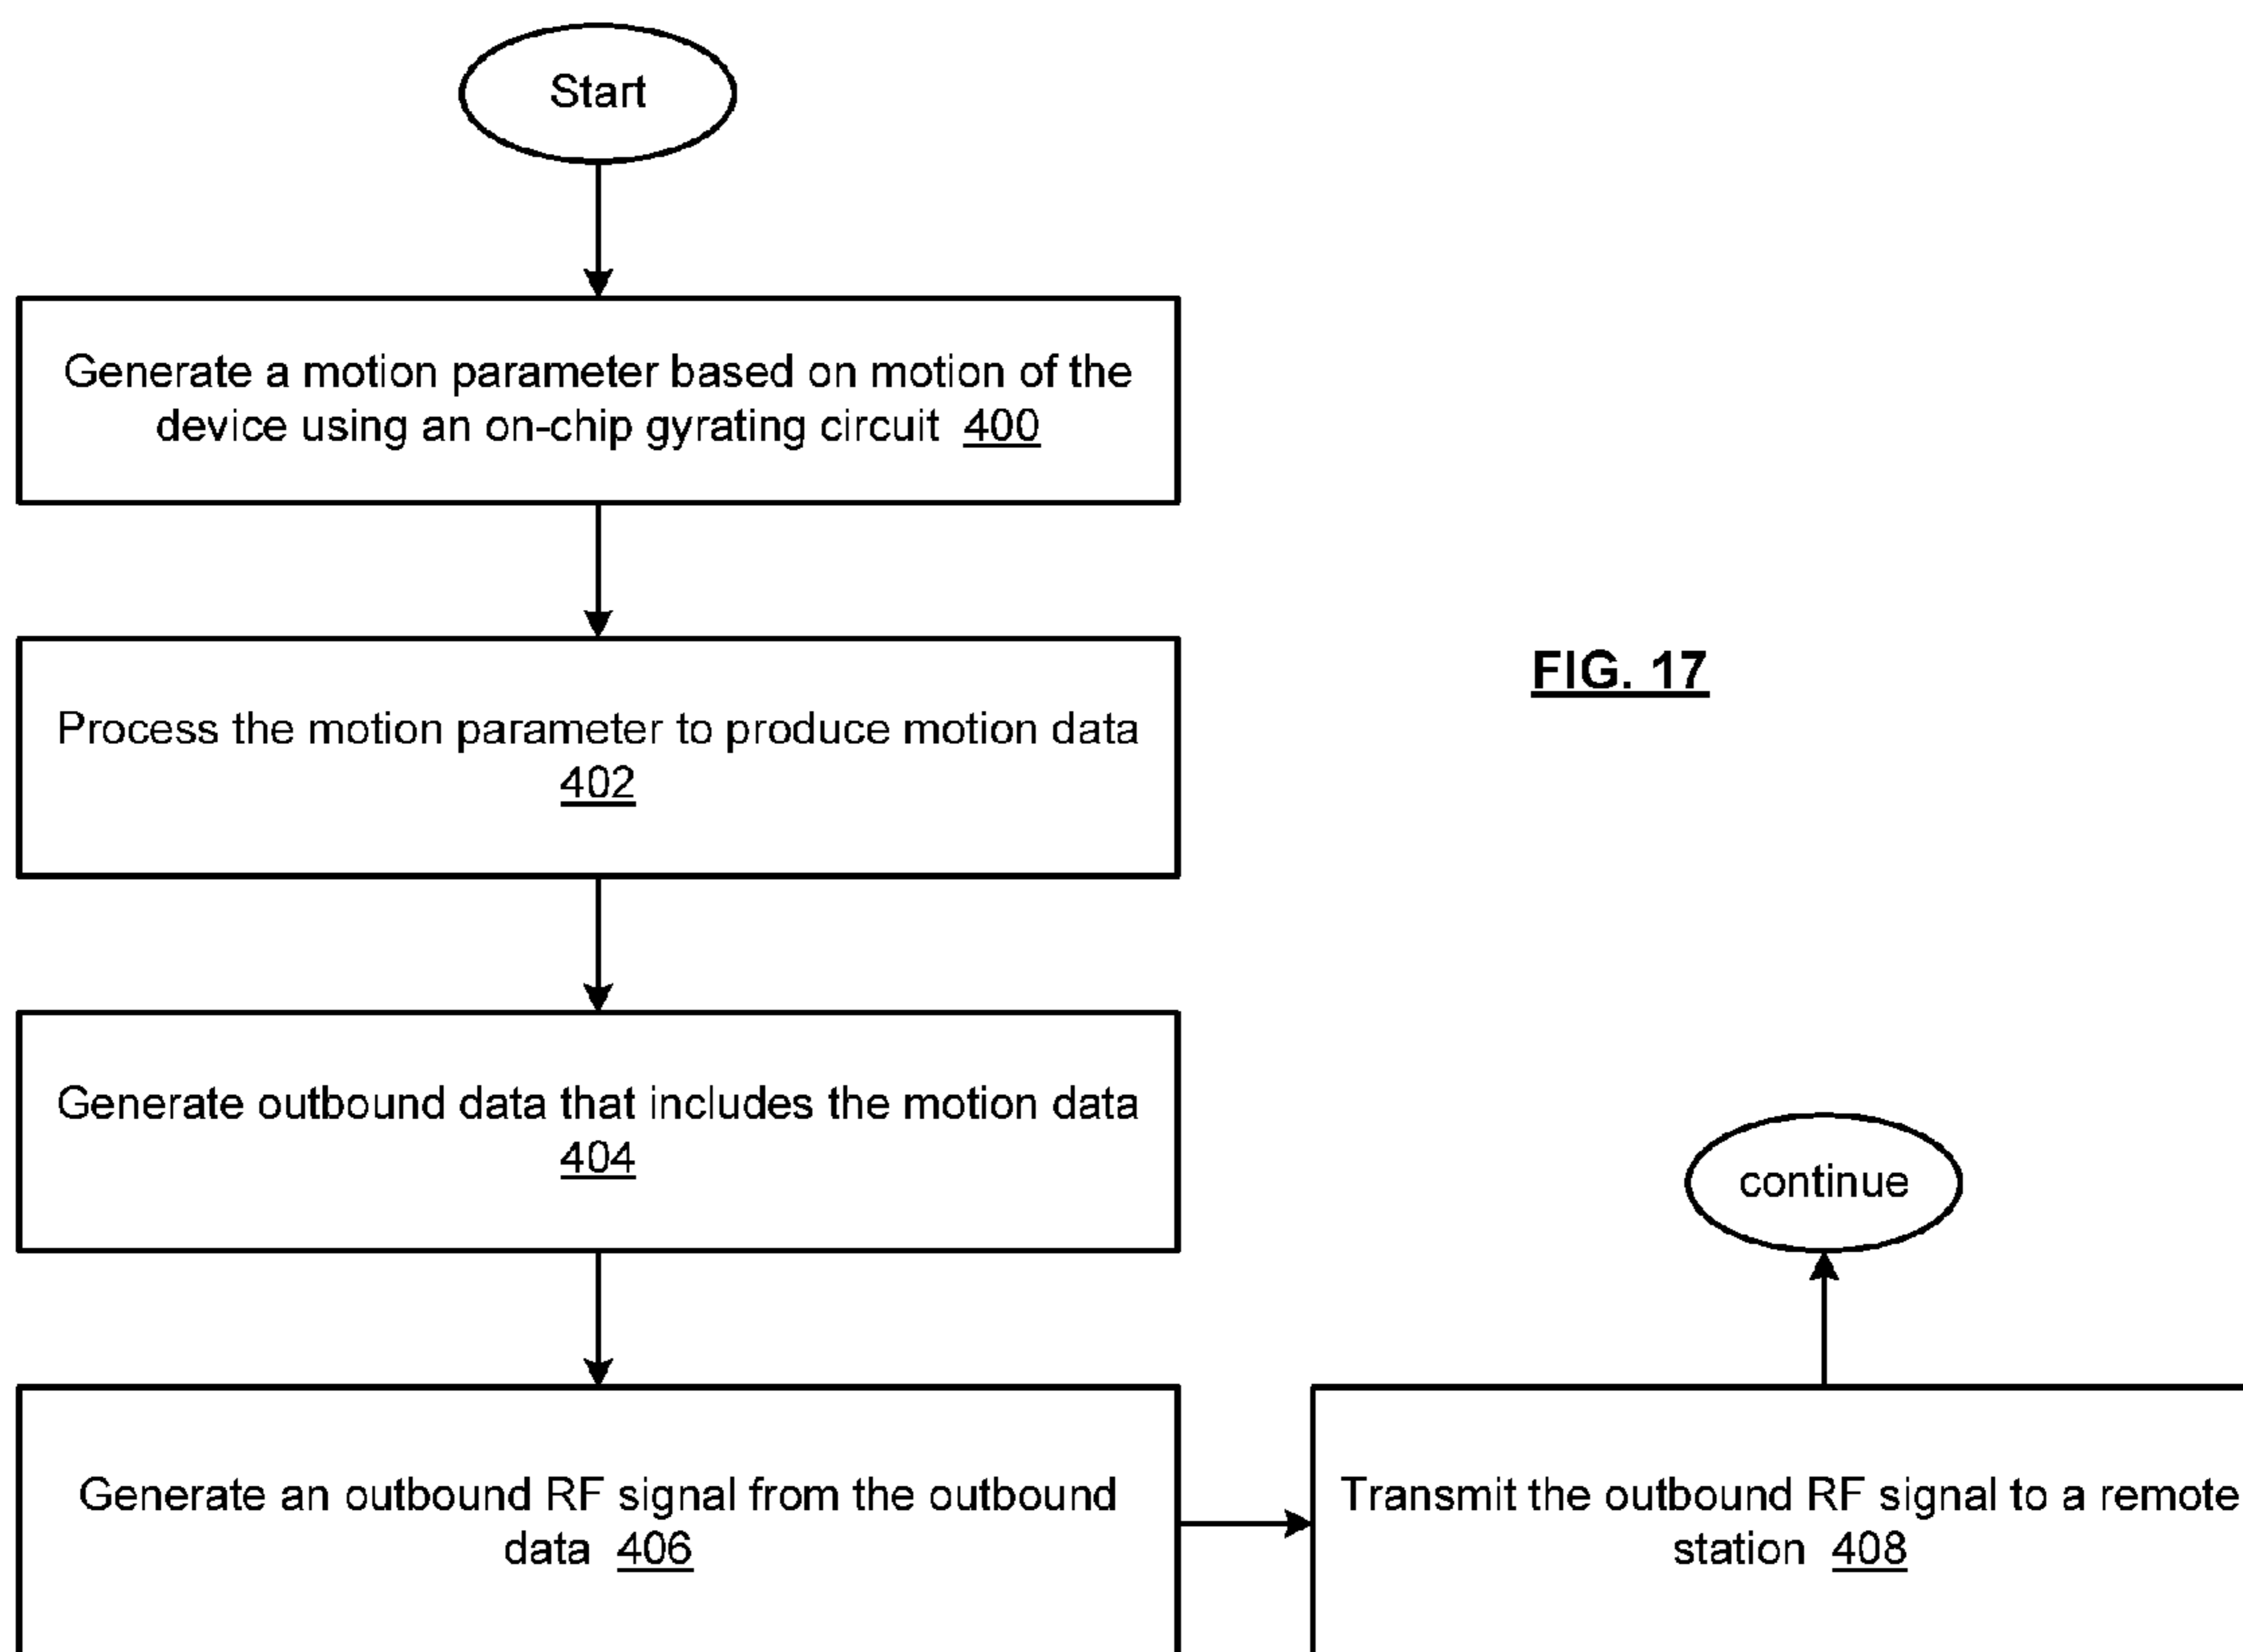 Start
Generate a motion parameter based on motion of the
device using an on-chip gyrating circuit 400
Process the motion parameter to produce motion data
402
Generate outbound data that includes the motion data
404
Generate an outbound RF signal from the outbound
data 406
Transmit the outbound RF signal to a remote
station 408
continue
FIG. 17